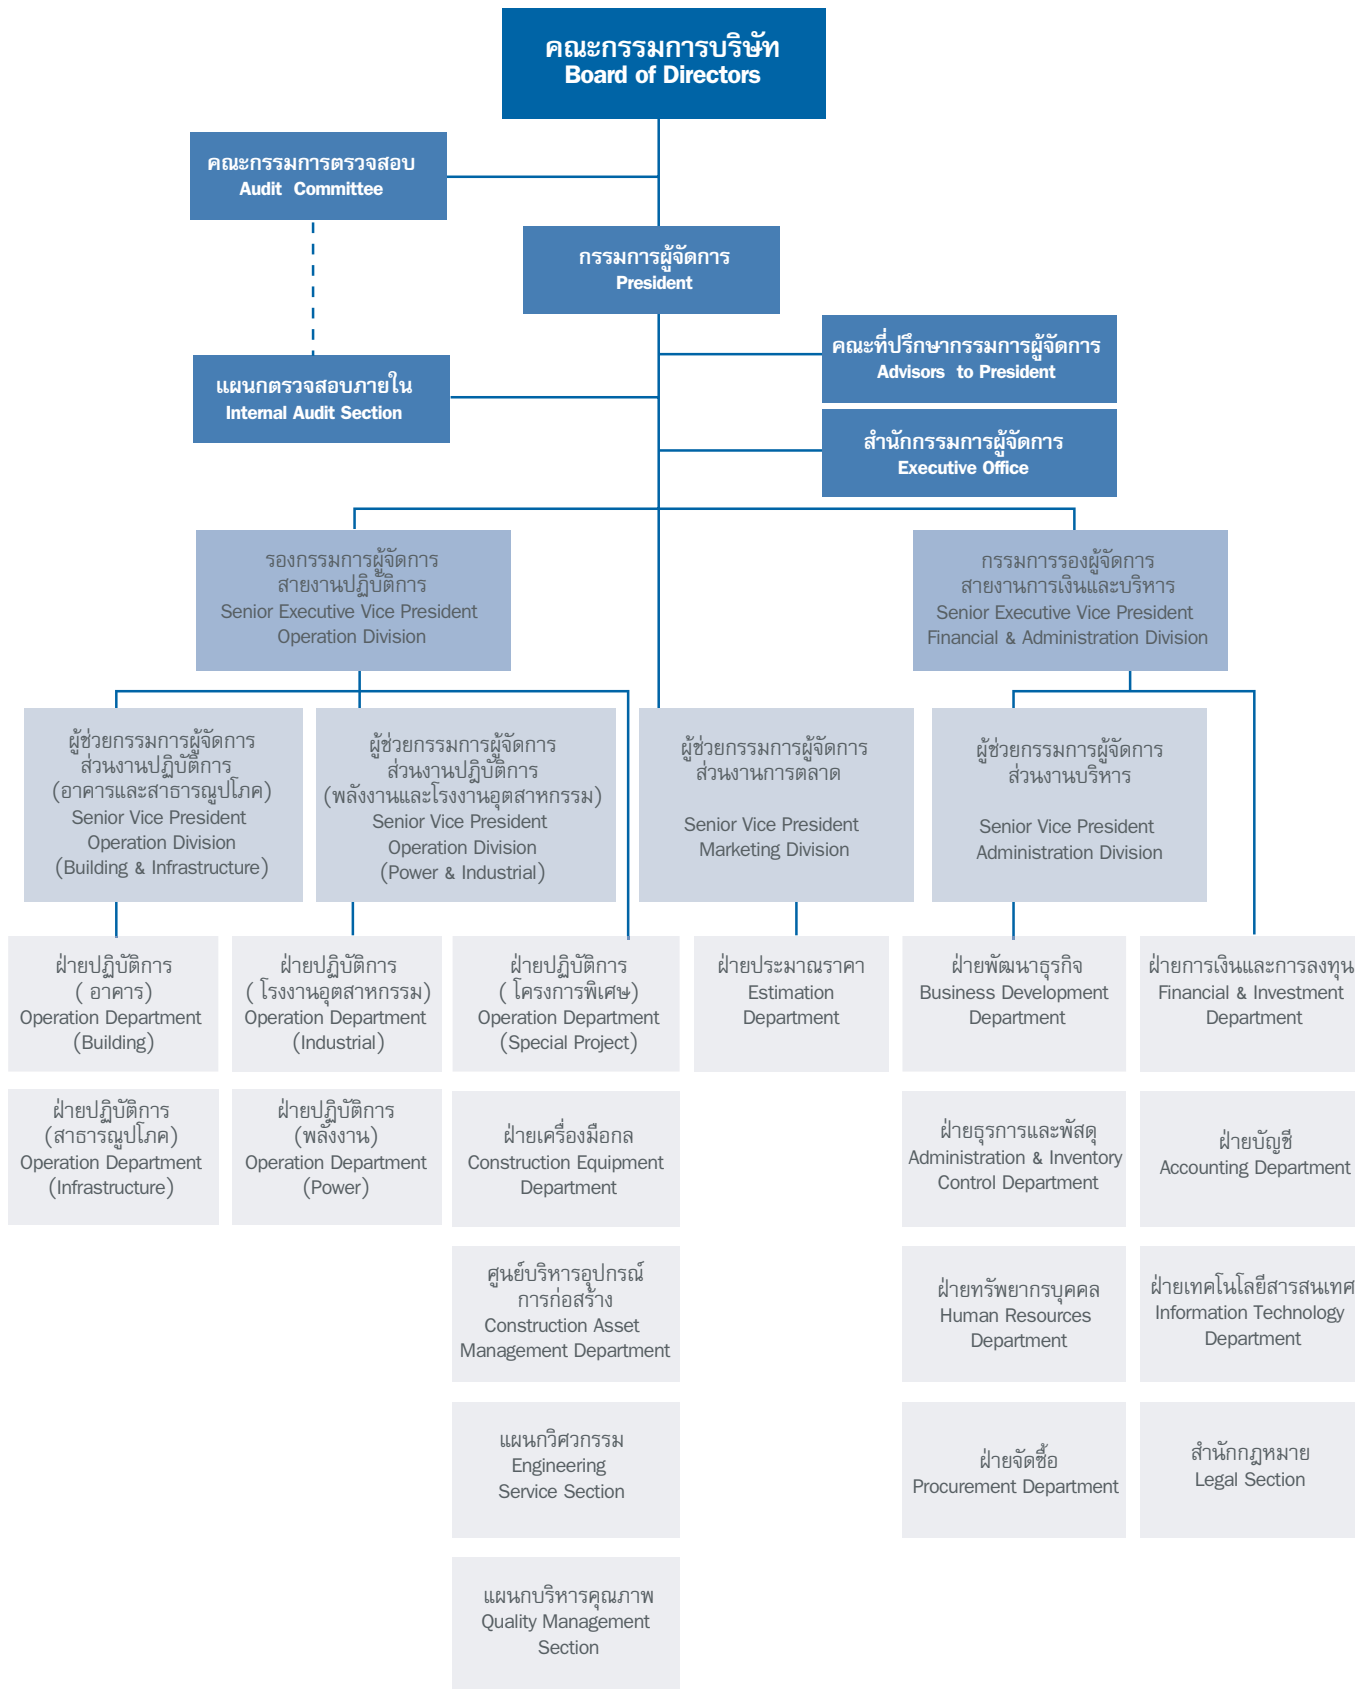 คณะกรรมการบริษัท
Board of Directors
คณะกรรมการตรวจสอบ
Audit Committee
กรรมการผู้จัดการ
President
คณะที่ปรึกษากรรมการผู้จัดการ
Advisors to President
แผนกตรวจสอบภายใน
Internal Audit Section
สำนักกรรมการผู้จัดการ
Executive Office
รองกรรมการผู้จัดการ
สายงานปฏิบัติการ
Senior Executive Vice President
Operation Division
กรรมการรองผู้จัดการ
สายงานการเงินและบริหาร
Senior Executive Vice President
Financial & Administration Division
ผู้ช่วยกรรมการผู้จัดการ
ส่วนงานปฏิบัติการ
(อาคารและสาธารณูปโภค)
Senior Vice President
Operation Division
(Building & Infrastructure)
ผู้ช่วยกรรมการผู้จัดการ
ส่วนงานปฎิบัติการ
(พลังงานและโรงงานอุตสาหกรรม)
Senior Vice President
Operation Division
(Power & Industrial)
ผู้ช่วยกรรมการผู้จัดการ
ส่วนงานการตลาด
Senior Vice President
Marketing Division
ผู้ช่วยกรรมการผู้จัดการ
ส่วนงานบริหาร
Senior Vice President
Administration Division
ฝ่ายปฏิบัติการ
( อาคาร)
Operation Department
(Building)
ฝ่ายปฏิบัติการ
( โรงงานอุตสาหกรรม)
Operation Department
(Industrial)
ฝ่ายปฏิบัติการ
( โครงการพิเศษ)
Operation Department
(Special Project)
ฝ่ายประมาณราคา
Estimation
Department
ฝ่ายพัฒนาธุรกิจ
Business Development
Department
ฝ่ายการเงินและการลงทุน
Financial & Investment
Department
ฝ่ายปฏิบัติการ
(สาธารณูปโภค)
Operation Department
(Infrastructure)
ฝ่ายปฏิบัติการ
(พลังงาน)
Operation Department
(Power)
ฝ่ายเครื่องมือกล
Construction Equipment
Department
ฝ่ายธุรการและพัสดุ
Administration & Inventory
Control Department
ฝ่ายบัญชี
Accounting Department
ศูนย์บริหารอุปกรณ์
การก่อสร้าง
Construction Asset
Management Department
ฝ่ายทรัพยากรบุคคล
Human Resources
Department
ฝ่ายเทคโนโลยีสารสนเทศ
Information Technology
Department
แผนกวิศวกรรม
Engineering
Service Section
ฝ่ายจัดซื้อ
Procurement Department
สำนักกฎหมาย
Legal Section
แผนกบริหารคุณภาพ
Quality Management
Section